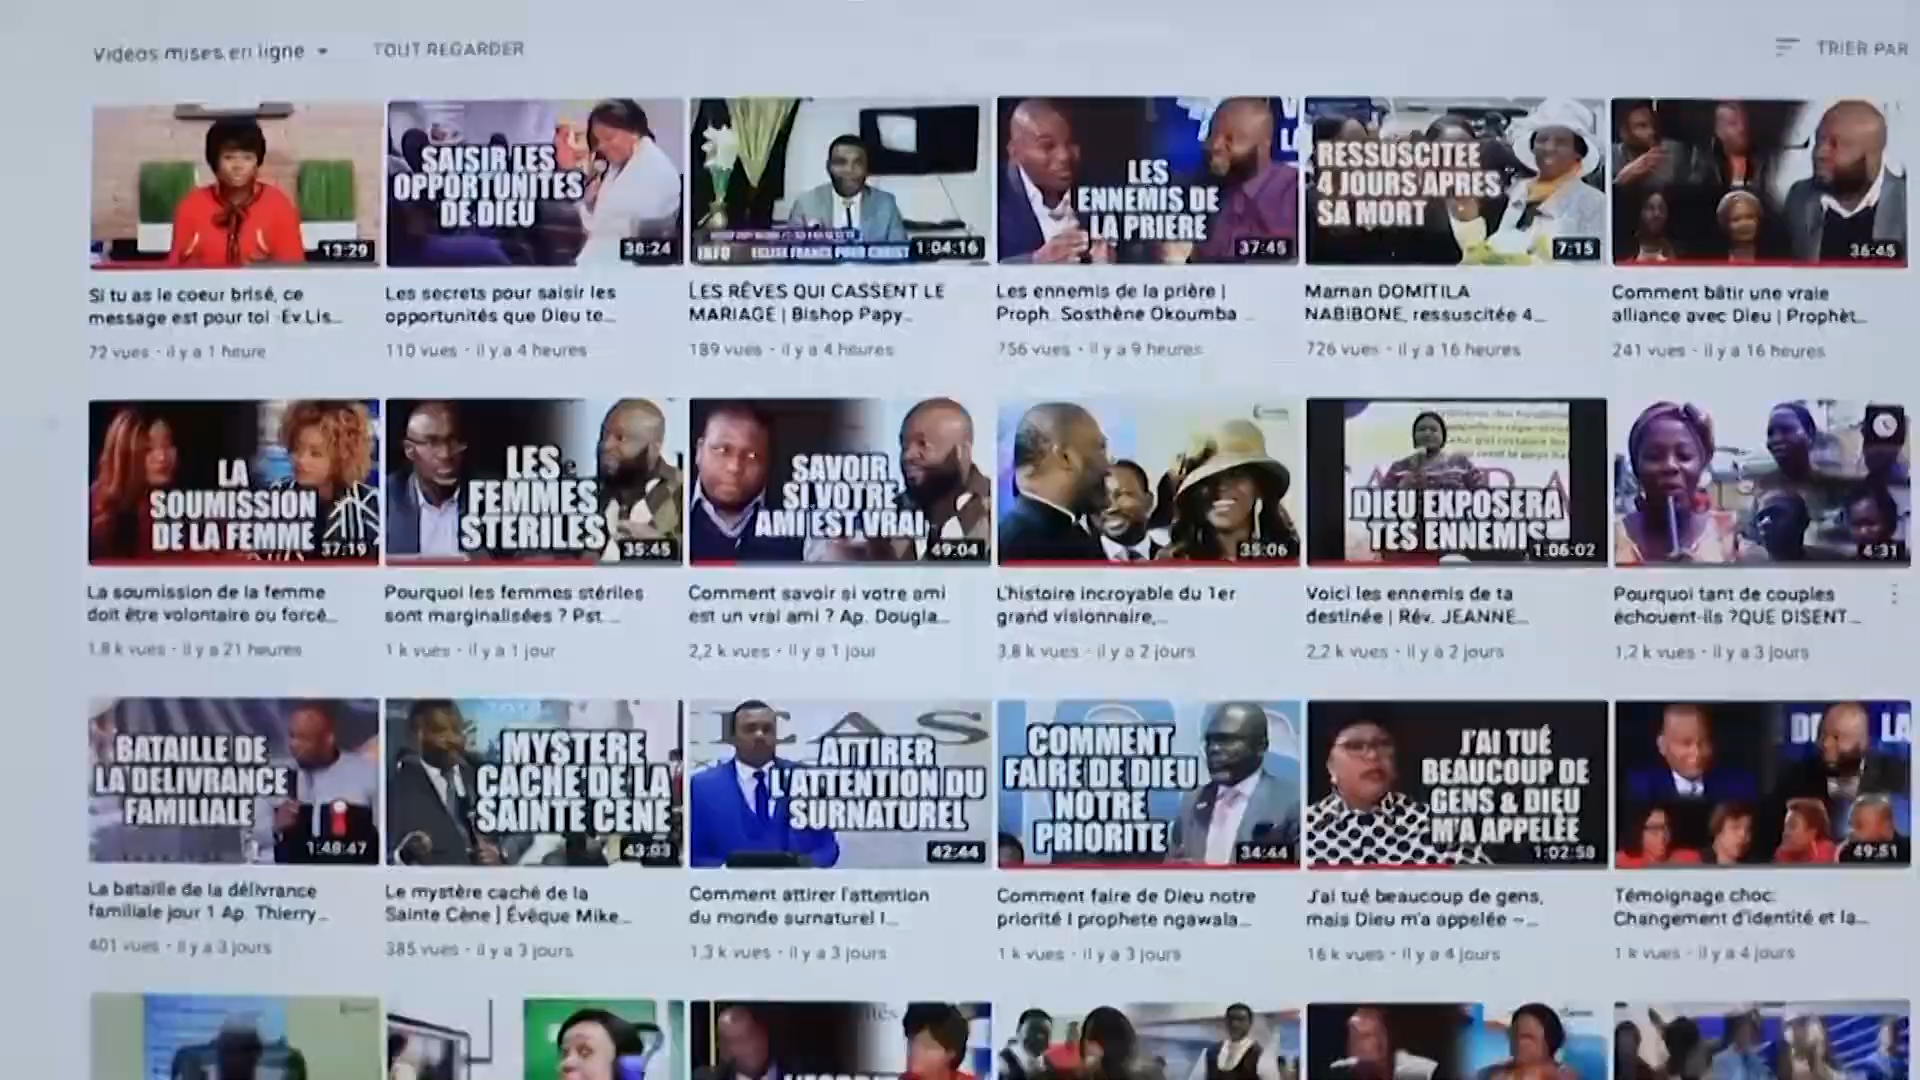 Vidéos mises en ligne
TOUT REGARDER
TRIER PAR
13:29
SAISIR LES
OPPORTUNITES
DE DIEU
38:24
INFO
EGLISE FRANCE POUR CHRIST
1:04:16
LES
ENNEMIS DE
LA PRIERE
37:45
RESSUSCITEE
4 JOURS APRES
SA MORT
7:15
36:45
Si tu as le coeur brisé, ce
message est pour toi Ev.Lis...
72 vues · il y a 1 heure
Les secrets pour saisir les
opportunités que Dieu te...
110 vues · il y a 4 heures
LES RÊVES QUI CASSENT LE
MARIAGE | Bishop Papy...
189 vues · il y a 4 heures
Les ennemis de la prière |
Proph. Sosthène Okoumba ...
756 vues · il y a 9 heures
Maman DOMITILA
NABIBONE, ressuscitée 4...
726 vues · il y a 16 heures
Comment bâtir une vraie
alliance avec Dieu | Prophèt...
241 vues · il y a 16 heures
LA
SOUMISSION
DE LA FEMME
37:19
LES
FEMMES
STERILES
35:45
SAVOIR
SI VOTRE
AMI EST VRAI
49:04
35:06
DIEU EXPOSERA
TES ENNEMIS
1:06:02
4:31
La soumission de la femme
doit être volontaire ou forcé...
1,8 k vues · il y a 21 heures
Pourquoi les femmes stériles
sont marginalisées ? Pst ...
1 k vues · il y a 1 jour
Comment savoir si votre ami
est un vrai ami ? Ap. Dougla...
2,2 k vues · il y a 1 jour
L'histoire incroyable du 1er
grand visionnaire,...
3,8 k vues · il y a 2 jours
Voici les ennemis de ta
destinée | Rév. JEANNE...
2,2 k vues · il y a 2 jours
Pourquoi tant de couples
échouent-ils ?QUE DISENT...
1,2 k vues · il y a 3 jours
BATAILLE DE
LA DELIVRANCE
FAMILIALE
1:48:47
MYSTERE
CACHE DE LA
SAINTE CENE
43:03
ATTIRER
L'ATTENTION DU
SURNATUREL
42:44
COMMENT
FAIRE DE DIEU
NOTRE
PRIORITE
34:44
J'AI TUÉ
BEAUCOUP DE
GENS & DIEU
M'A APPELÉE
1:02:58
49:51
La bataille de la délivrance
familiale jour 1 Ap. Thierry...
401 vues · il y a 3 jours
Le mystère caché de la
Sainte Cène | Évêque Mike...
385 vues · il y a 3 jours
Comment attirer l'attention
du monde surnaturel I...
1,3 k vues · il y a 3 jours
Comment faire de Dieu notre
priorité I prophete ngawala...
1 k vues · il y a 3 jours
J'ai tué beaucoup de gens,
mais Dieu m'a appelée ~...
16 k vues · il y a 4 jours
Témoignage choc:
Changement d'identité et la...
1 k vues · il y a 4 jours